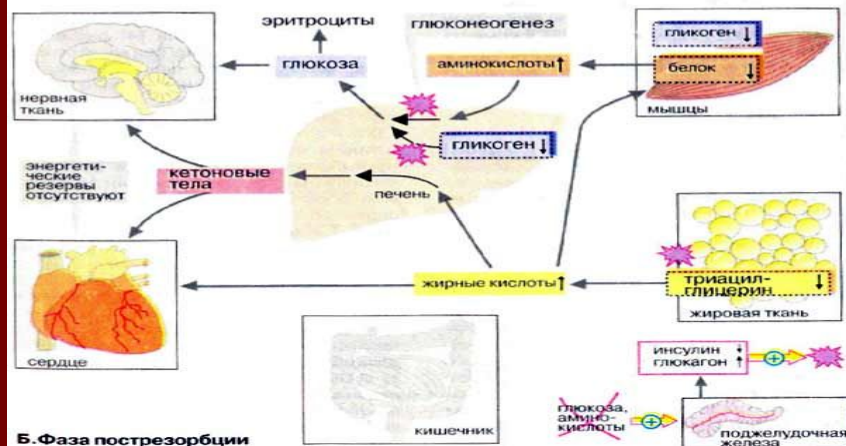 эритроциты
глюконеогенез
гликоген ↓
глюкоза
аминокислоты ↑
белок ↓
нервная
ткань
мышцы
гликоген ↓
энергети-
ческие
резервы
отсутствуют
кетоновые
тела
печень
жирные кислоты ↑
триацил-
глицерин ↓
жировая ткань
сердце
инсулин ↓
глюкагон ↑
кишечник
глюкоза,
амино-
кислоты
поджелудочная
железа
Б. Фаза пострезорбции